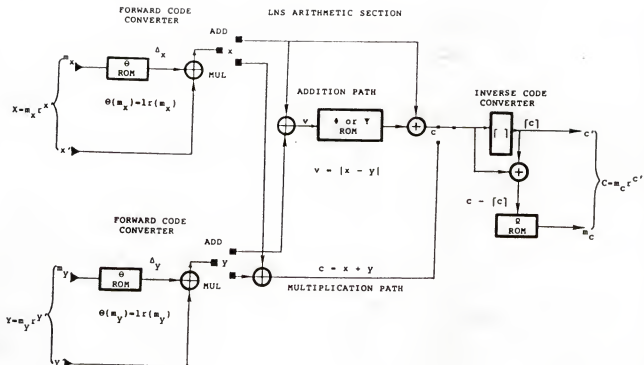 FORWARD CODE
CONVERTER
LNS ARITHMETIC SECTION
ADD
x
MUL
m_x
Δ_x
Θ
ROM
Θ(m_x)=lr(m_x)
X=m_x r^x'
x'
ADDITION PATH
v
Φ or Ψ
ROM
v = |x - y|
c
INVERSE CODE
CONVERTER
⌈ ⌉
⌈C⌉
c'
C=m_c r^c'
c - ⌈C⌉
Ω
ROM
m_c
FORWARD CODE
CONVERTER
ADD
y
MUL
m_y
Δ_y
Θ
ROM
Θ(m_y)=lr(m_y)
Y=m_y r^y'
y'
c = x + y
MULTIPLICATION PATH